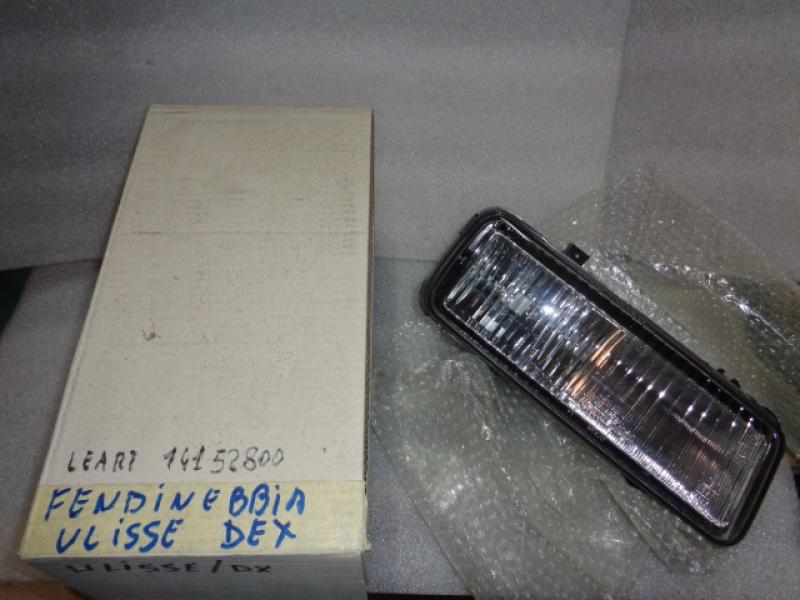 LEART 14152800
FENDINEBBIA
ULISSE DEX
ULISSE/DX